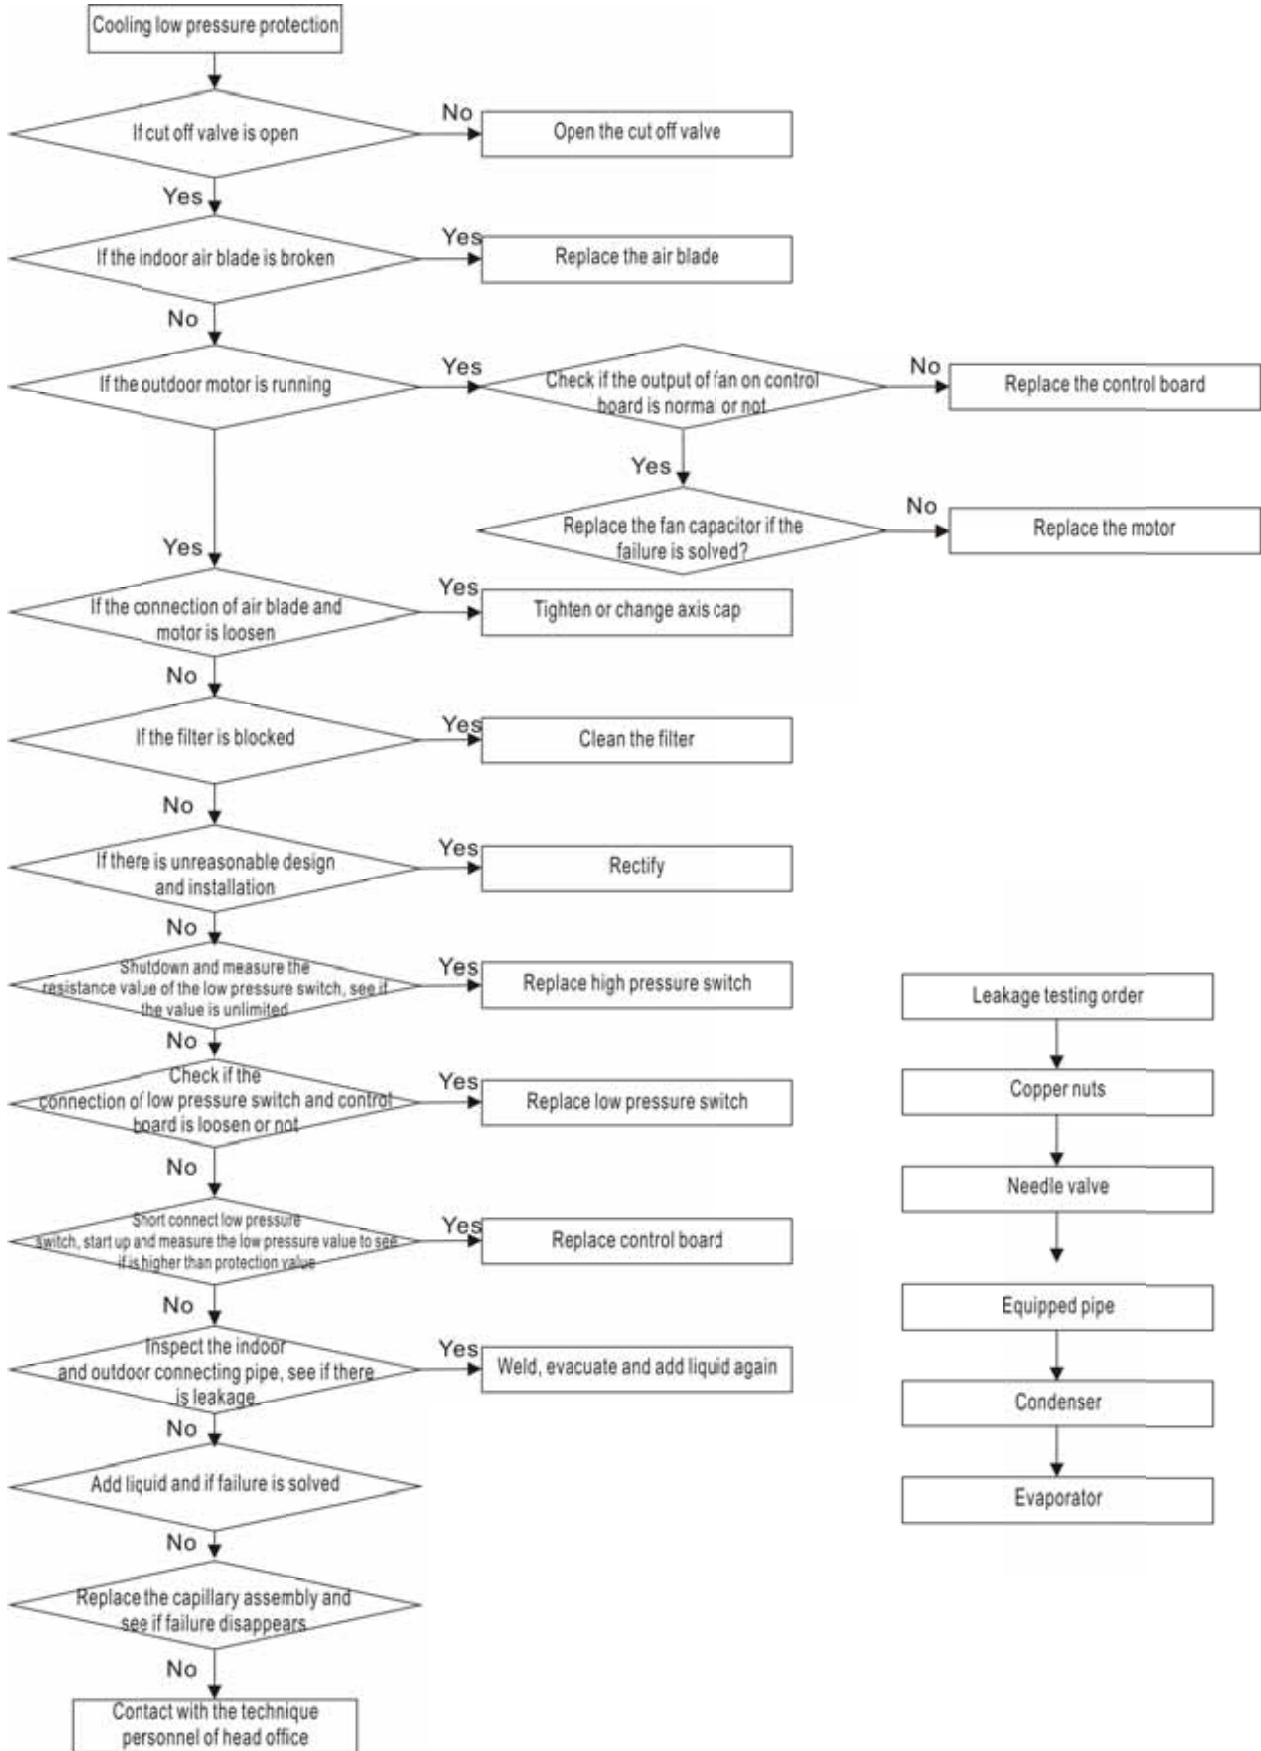 Cooling low pressure protection
If cut off valve is open
No
Open the cut off valve
Yes
If the indoor air blade is broken
Yes
Replace the air blade
No
If the outdoor motor is running
Yes
Check if the output of fan on control
board is normal or not
No
Replace the control board
Yes
Replace the fan capacitor if the
failure is solved?
No
Replace the motor
Yes
If the connection of air blade and
motor is loosen
Yes
Tighten or change axis cap
No
If the filter is blocked
Yes
Clean the filter
No
If there is unreasonable design
and installation
Yes
Rectify
No
Shutdown and measure the
resistance value of the low pressure switch, see if
the value is unlimited
Yes
Replace high pressure switch
No
Check if the
connection of low pressure switch and control
board is loosen or not
Yes
Replace low pressure switch
No
Short connect low pressure
switch, start up and measure the low pressure value to see
if is higher than protection value
Yes
Replace control board
No
Inspect the indoor
and outdoor connecting pipe, see if there
is leakage
Yes
Weld, evacuate and add liquid again
No
Add liquid and if failure is solved
No
Replace the capillary assembly and
see if failure disappears
No
Contact with the technique
personnel of head office
Leakage testing order
Copper nuts
Needle valve
Equipped pipe
Condenser
Evaporator